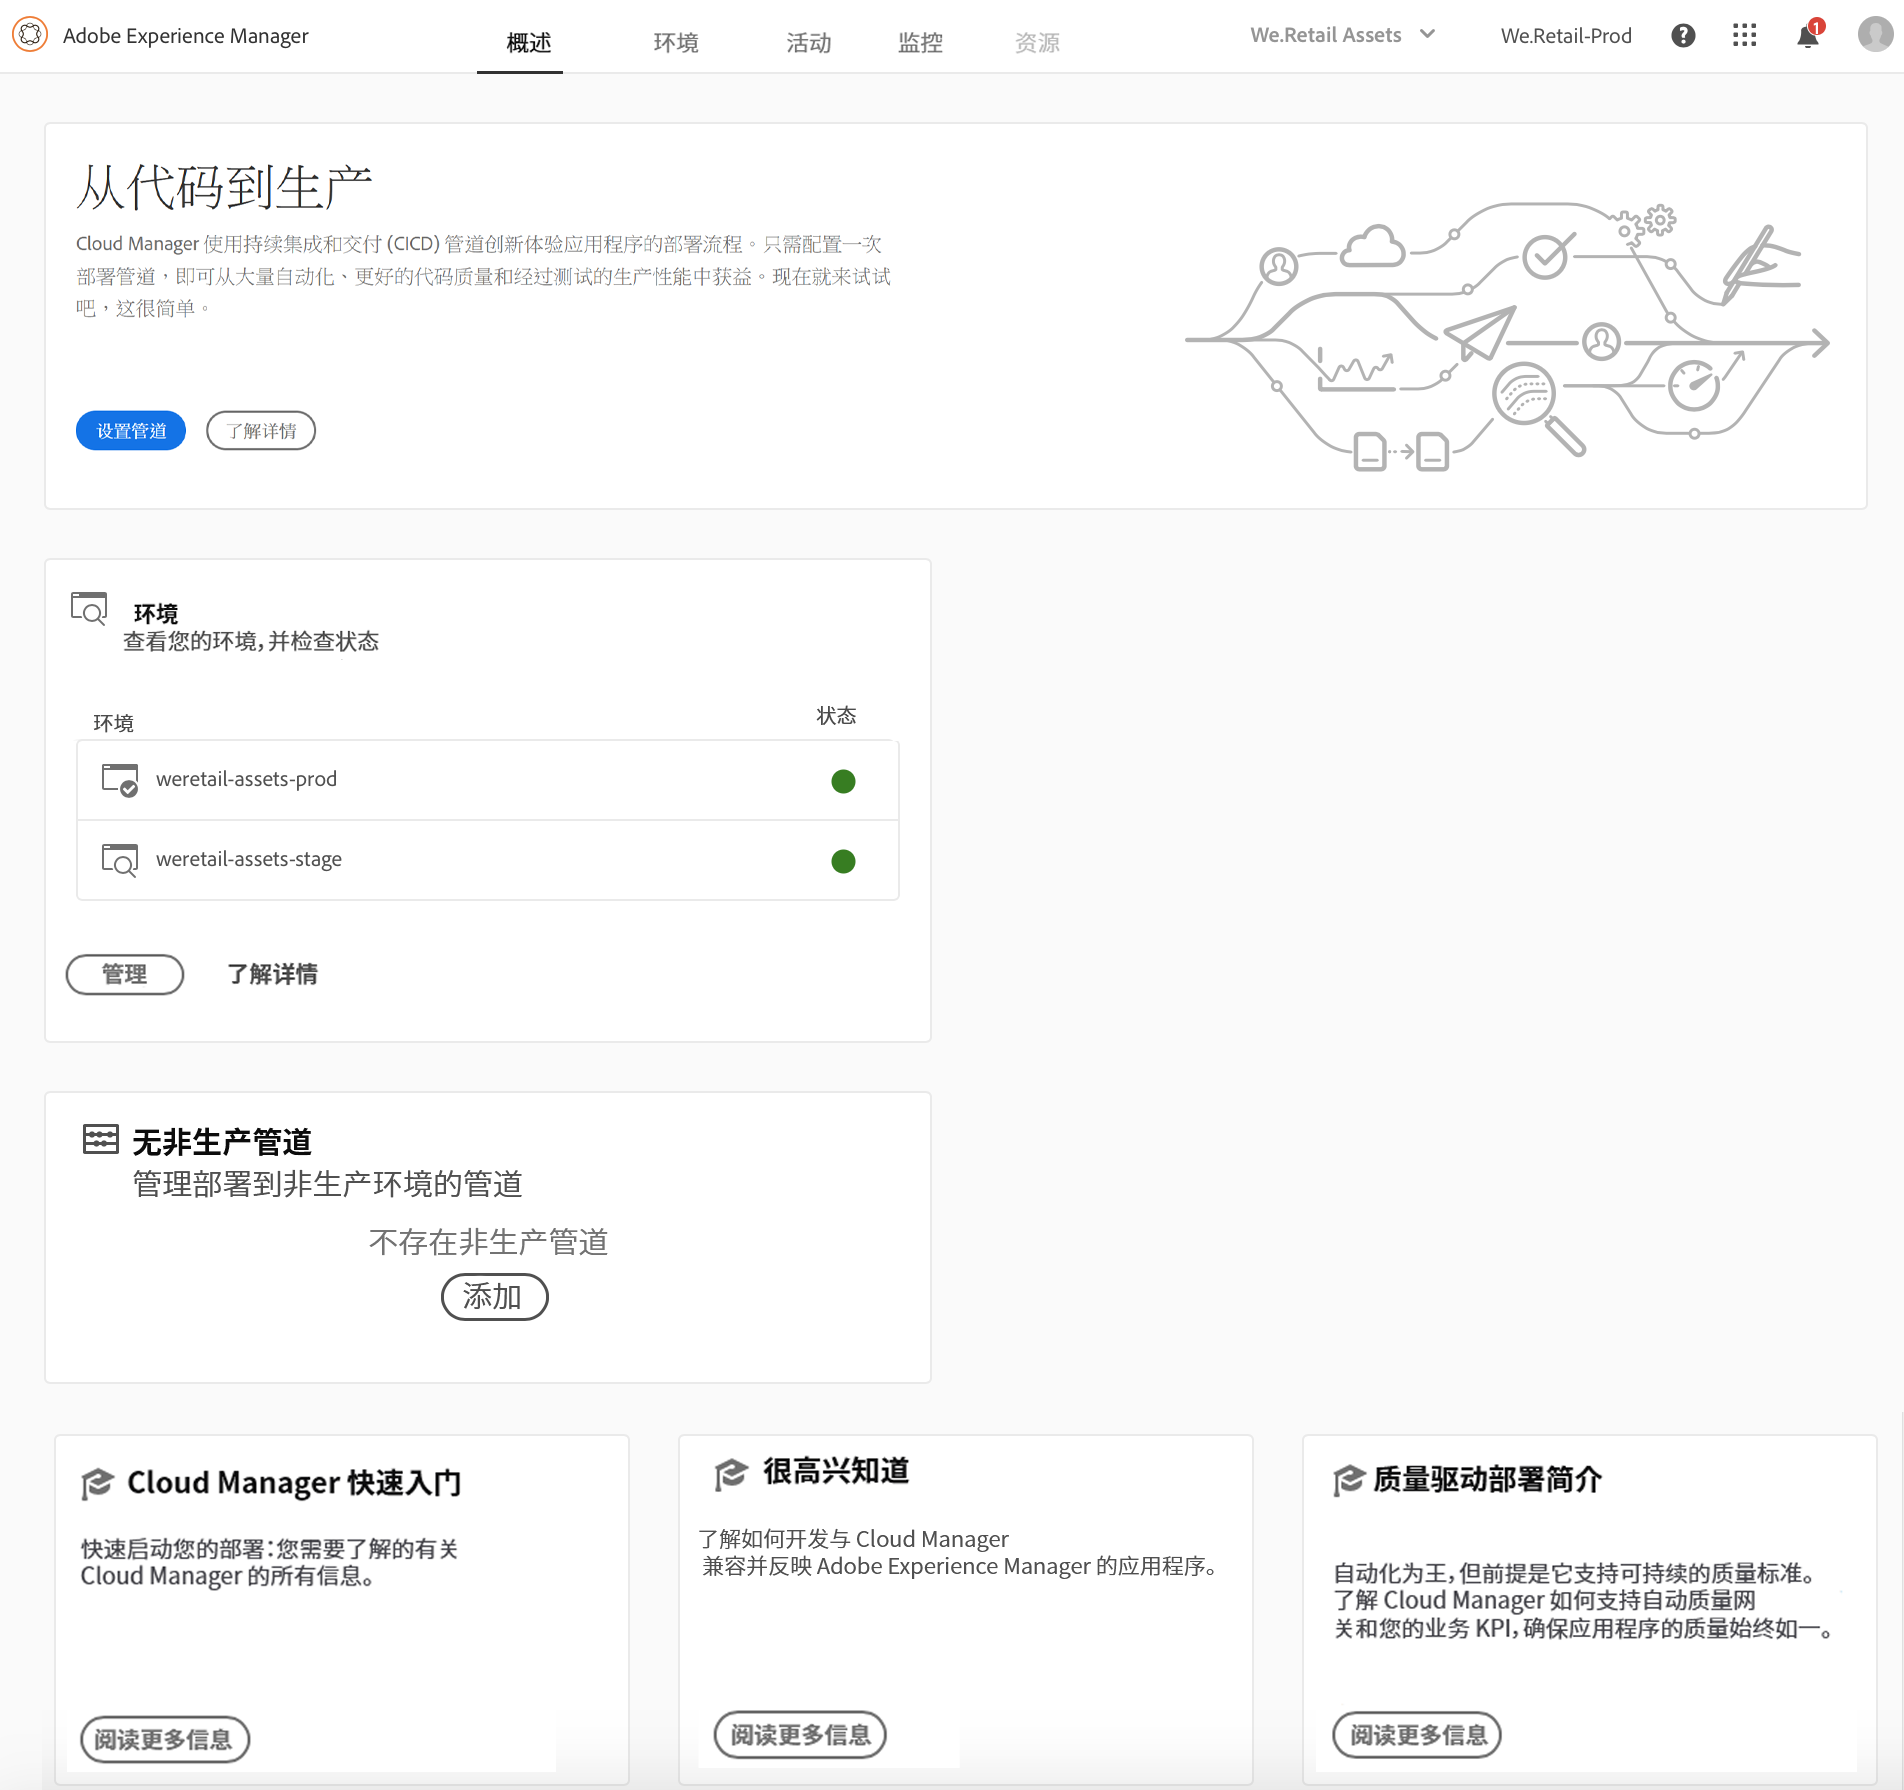 Adobe Experience Manager
概述
环境
活动
监控
资源
We.Retail Assets
We.Retail-Prod
1
从代码到生产
Cloud Manager 使用持续集成和交付 (CICD) 管道创新体验应用程序的部署流程。只需配置一次
部署管道，即可从大量自动化、更好的代码质量和经过测试的生产性能中获益。现在就来试试
吧，这很简单。
设置管道
了解详情
环境
查看您的环境，并检查状态
环境
状态
weretail-assets-prod
weretail-assets-stage
管理
了解详情
无非生产管道
管理部署到非生产环境的管道
不存在非生产管道
添加
Cloud Manager 快速入门
快速启动您的部署：您需要了解的有关
Cloud Manager 的所有信息。
阅读更多信息
很高兴知道
了解如何开发与 Cloud Manager
兼容并反映 Adobe Experience Manager 的应用程序。
阅读更多信息
质量驱动部署简介
自动化为王，但前提是它支持可持续的质量标准。
了解 Cloud Manager 如何支持自动质量网
关和您的业务 KPI，确保应用程序的质量始终如一。
阅读更多信息